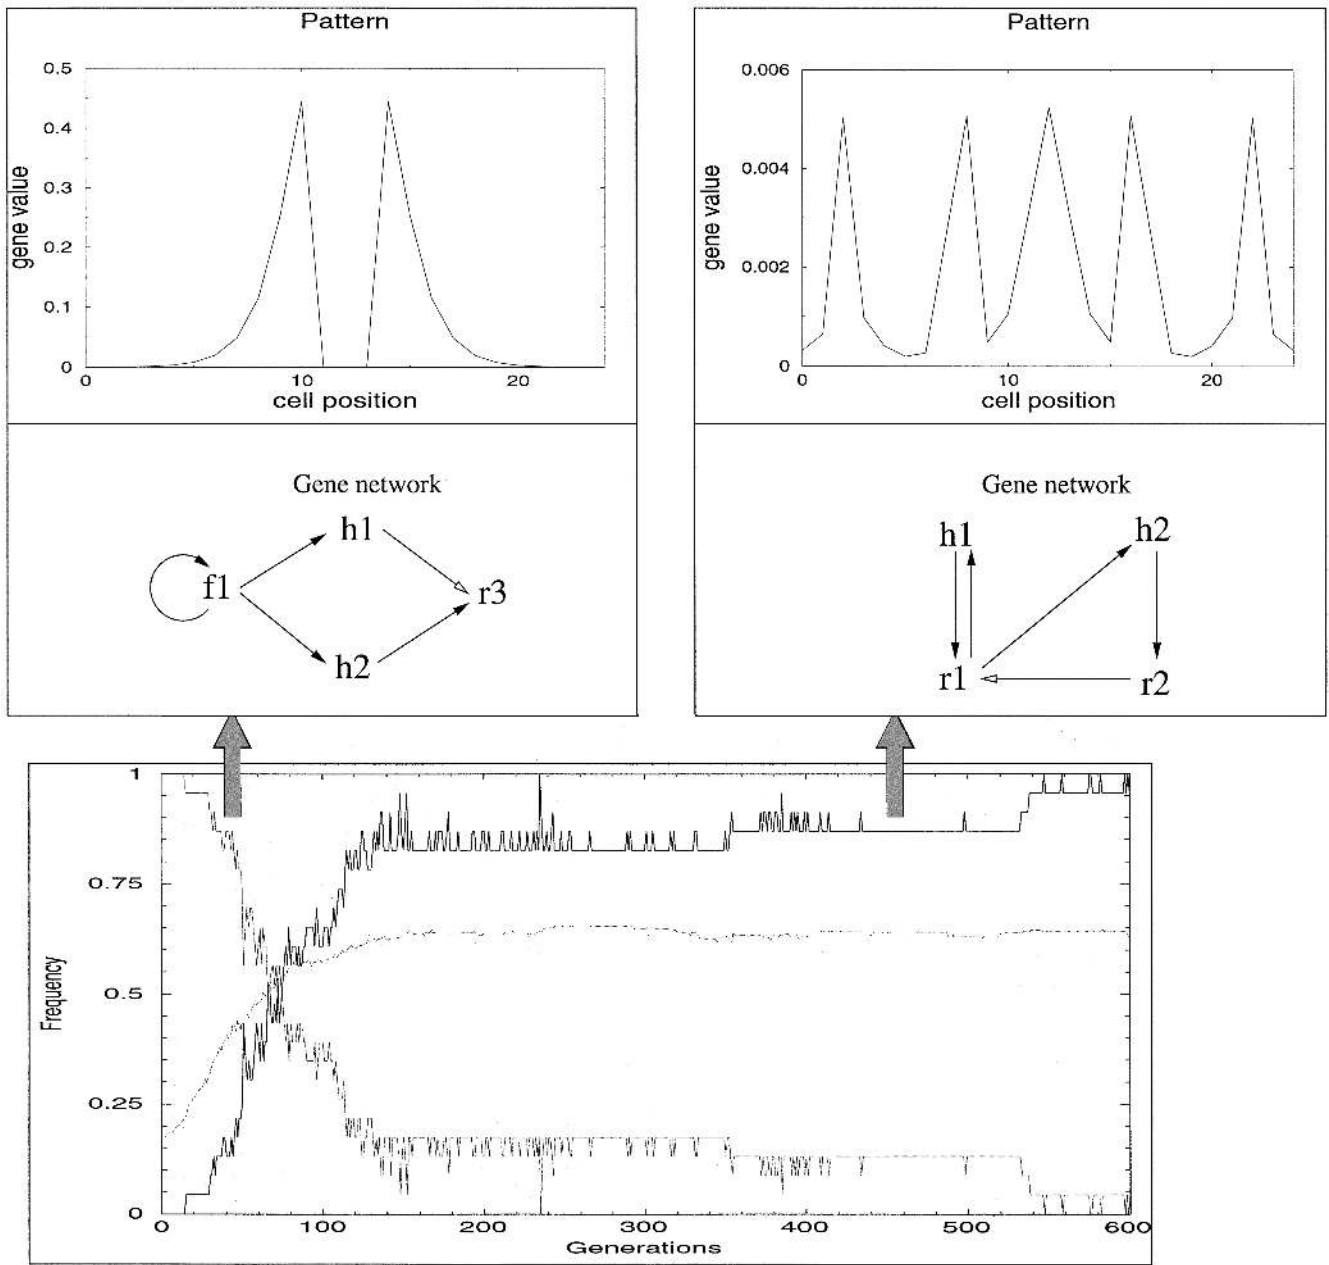 Pattern
0.5
0.4
0.3
0.2
0.1
0
gene value
0 10 20
cell position
Gene network
h1
f1
r3
h2
Pattern
0.006
0.004
0.002
0
gene value
0 10 20
cell position
Gene network
h1 h2
r1 r2
1
0.75
0.5
0.25
0
Frequency
0 100 200 300 400 500 600
Generations